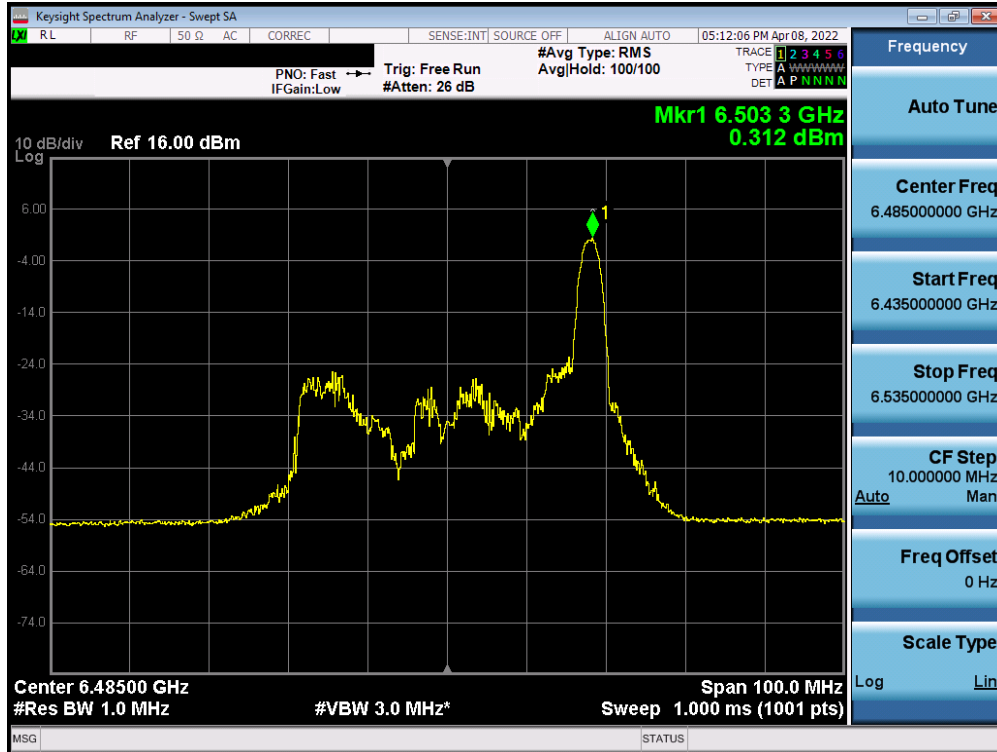 Keysight Spectrum Analyzer - Swept SA
LXI RL RF 50 Ω AC CORREC SENSE:INT SOURCE OFF ALIGN AUTO 05:12:06 PM Apr 08, 2022
PNO: Fast
IFGain:Low
Trig: Free Run
#Atten: 26 dB
#Avg Type: RMS
Avg|Hold: 100/100
TRACE 1 2 3 4 5 6
TYPE A WWWWW
DET A P N N N N
Mkr1 6.503 3 GHz
0.312 dBm
10 dB/div
Log
Ref 16.00 dBm
1
6.00
-4.00
-14.0
-24.0
-34.0
-44.0
-54.0
-64.0
-74.0
Center 6.48500 GHz
Span 100.0 MHz
#Res BW 1.0 MHz
#VBW 3.0 MHz*
Sweep 1.000 ms (1001 pts)
MSG
STATUS
Frequency
Auto Tune
Center Freq
6.485000000 GHz
Start Freq
6.435000000 GHz
Stop Freq
6.535000000 GHz
CF Step
10.000000 MHz
Auto Man
Freq Offset
0 Hz
Scale Type
Log Lin